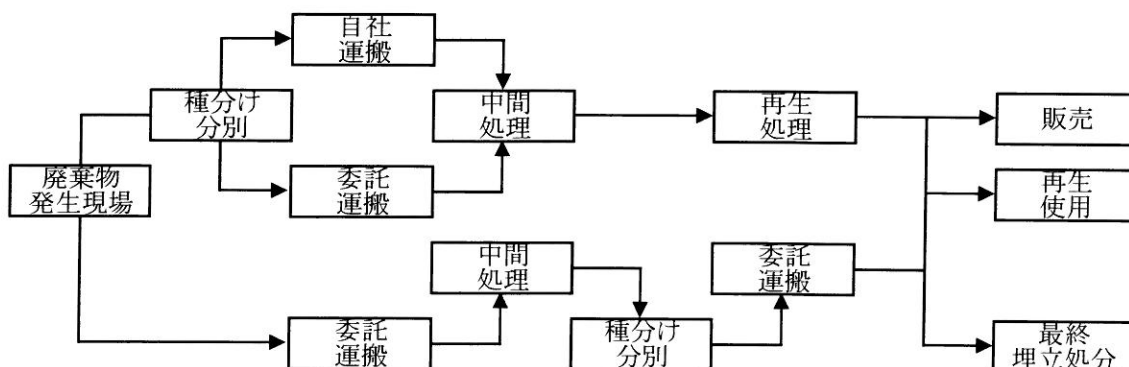 自社
運搬
種分け
分別
中間
処理
再生
処理
販売
廃棄物
発生現場
委託
運搬
再生
使用
中間
処理
委託
運搬
委託
運搬
種分け
分別
最終
埋立処分